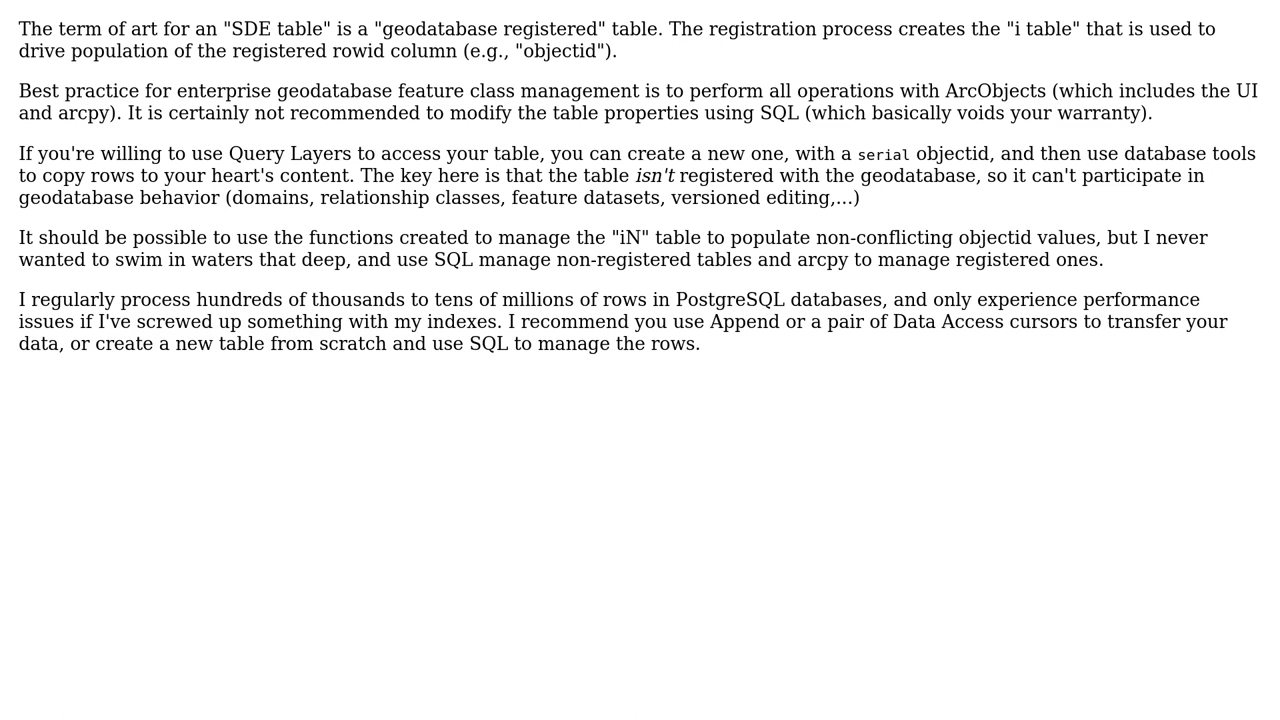 The term of art for an "SDE table" is a "geodatabase registered" table. The registration process creates the "i table" that is used to
drive population of the registered rowid column (e.g., "objectid").
Best practice for enterprise geodatabase feature class management is to perform all operations with ArcObjects (which includes the UI
and arcpy). It is certainly not recommended to modify the table properties using SQL (which basically voids your warranty).
If you're willing to use Query Layers to access your table, you can create a new one, with a serial objectid, and then use database tools
to copy rows to your heart's content. The key here is that the table isn't registered with the geodatabase, so it can't participate in
geodatabase behavior (domains, relationship classes, feature datasets, versioned editing,...)
It should be possible to use the functions created to manage the "iN" table to populate non-conflicting objectid values, but I never
wanted to swim in waters that deep, and use SQL manage non-registered tables and arcpy to manage registered ones.
I regularly process hundreds of thousands to tens of millions of rows in PostgreSQL databases, and only experience performance
issues if I've screwed up something with my indexes. I recommend you use Append or a pair of Data Access cursors to transfer your
data, or create a new table from scratch and use SQL to manage the rows.